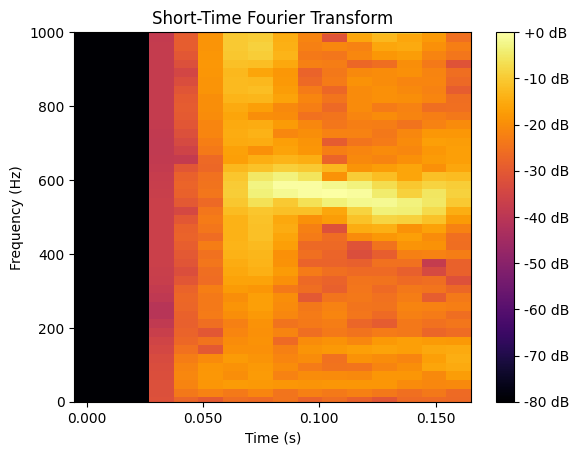 Short-Time Fourier Transform
1000
800
600
400
200
0
Frequency (Hz)
0.000
0.050
0.100
0.150
Time (s)
+0 dB
-10 dB
-20 dB
-30 dB
-40 dB
-50 dB
-60 dB
-70 dB
-80 dB